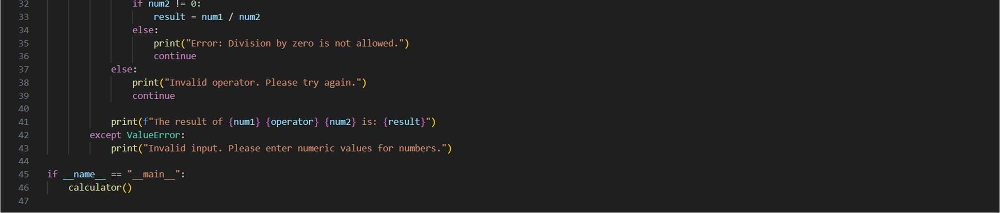 32                if num2 != 0:
33                    result = num1 / num2
34                else:
35                    print("Error: Division by zero is not allowed.")
36                    continue
37            else:
38                print("Invalid operator. Please try again.")
39                continue
40
41            print(f"The result of {num1} {operator} {num2} is: {result}")
42        except ValueError:
43            print("Invalid input. Please enter numeric values for numbers.")
44
45if __name__ == "__main__":
46    calculator()
47